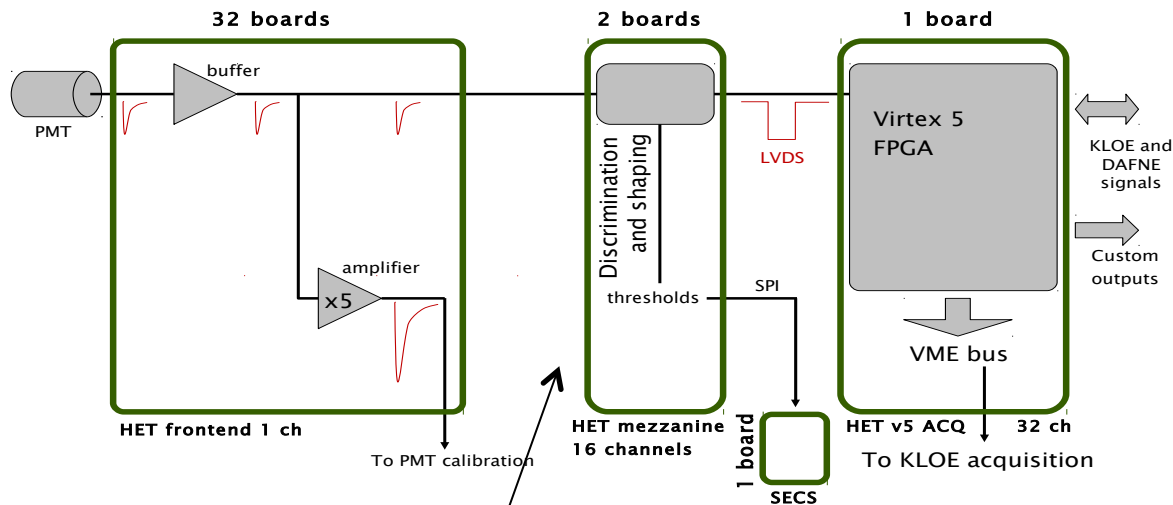 32 boards
2 boards
1 board
buffer
PMT
Discrimination
and shaping
LVDS
Virtex 5
FPGA
KLOE and
DAFNE
signals
Custom
outputs
amplifier
x5
thresholds
SPI
VME bus
HET frontend 1 ch
To PMT calibration
HET mezzanine
16 channels
1 board
SECS
HET v5 ACQ
32 ch
To KLOE acquisition